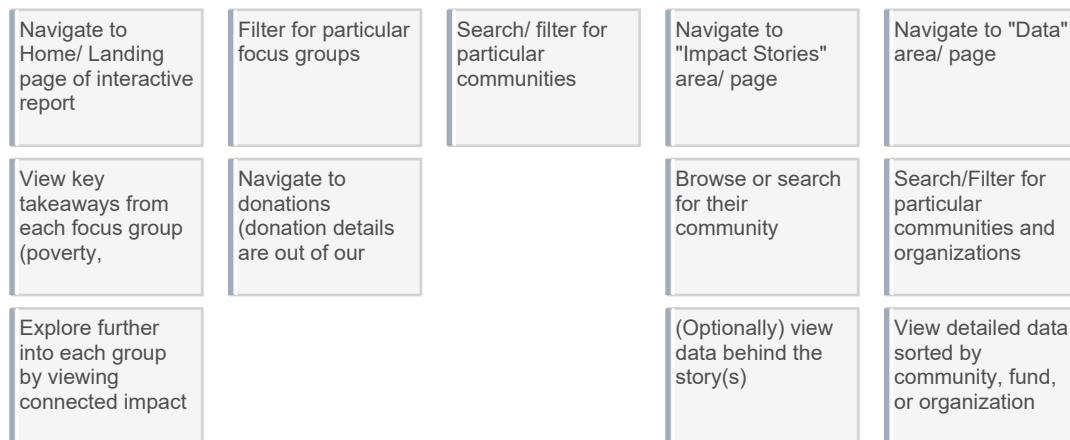 Navigate to
Home/ Landing
page of interactive
report
Filter for particular
focus groups
Search/ filter for
particular
communities
Navigate to
"Impact Stories"
area/ page
Navigate to "Data"
area/ page
View key
takeaways from
each focus group
(poverty,
Navigate to
donations
(donation details
are out of our
Browse or search
for their
community
Search/Filter for
particular
communities and
organizations
Explore further
into each group
by viewing
connected impact
(Optionally) view
data behind the
story(s)
View detailed data
sorted by
community, fund,
or organization